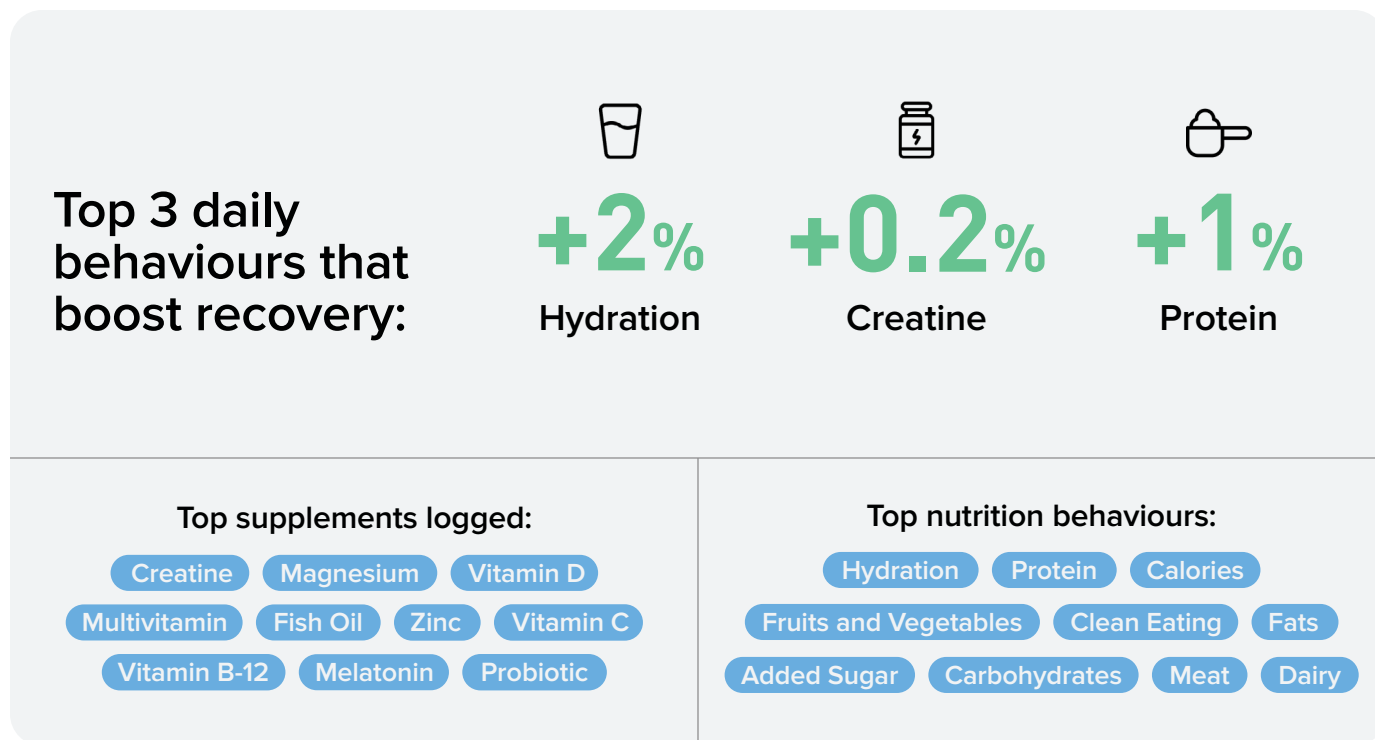 Top 3 daily
behaviours that
boost recovery:
+2% +0.2% +1%
Hydration Creatine Protein
Top supplements logged:
Creatine Magnesium Vitamin D
Multivitamin Fish Oil Zinc Vitamin C
Vitamin B-12 Melatonin Probiotic
Top nutrition behaviours:
Hydration Protein Calories
Fruits and Vegetables Clean Eating Fats
Added Sugar Carbohydrates Meat Dairy